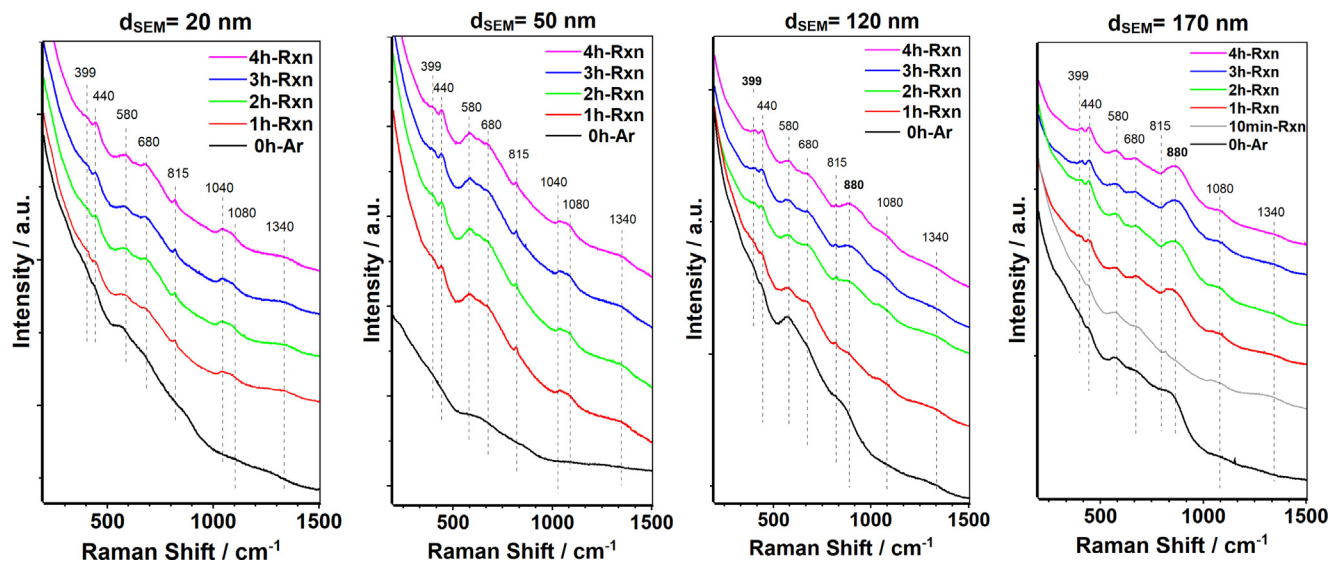 dSEM= 20 nm
4h-Rxn
3h-Rxn
2h-Rxn
1h-Rxn
0h-Ar
399
440
580
680
815
1040
1080
1340
Intensity / a.u.
500
1000
1500
Raman Shift / cm-1
dSEM= 50 nm
4h-Rxn
3h-Rxn
2h-Rxn
1h-Rxn
0h-Ar
399
440
580
680
815
1040
1080
1340
Intensity / a.u.
500
1000
1500
Raman Shift / cm-1
dSEM= 120 nm
4h-Rxn
3h-Rxn
2h-Rxn
1h-Rxn
0h-Ar
399
440
580
680
815
880
1080
1340
Intensity / a.u.
500
1000
1500
Raman Shift / cm-1
dSEM= 170 nm
4h-Rxn
3h-Rxn
2h-Rxn
1h-Rxn
10min-Rxn
0h-Ar
399
440
580
680
815
880
1080
1340
Intensity / a.u.
500
1000
1500
Raman Shift / cm-1